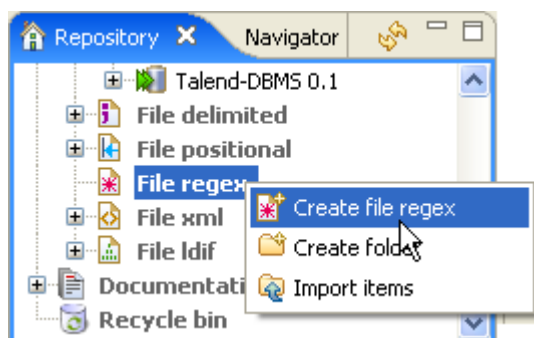 Repository Navigator
Talend-DBMS 0.1
File delimited
File positional
File regex
Create file regex
File xml
Create folder
File ldif
Import items
Documentati
Recycle bin